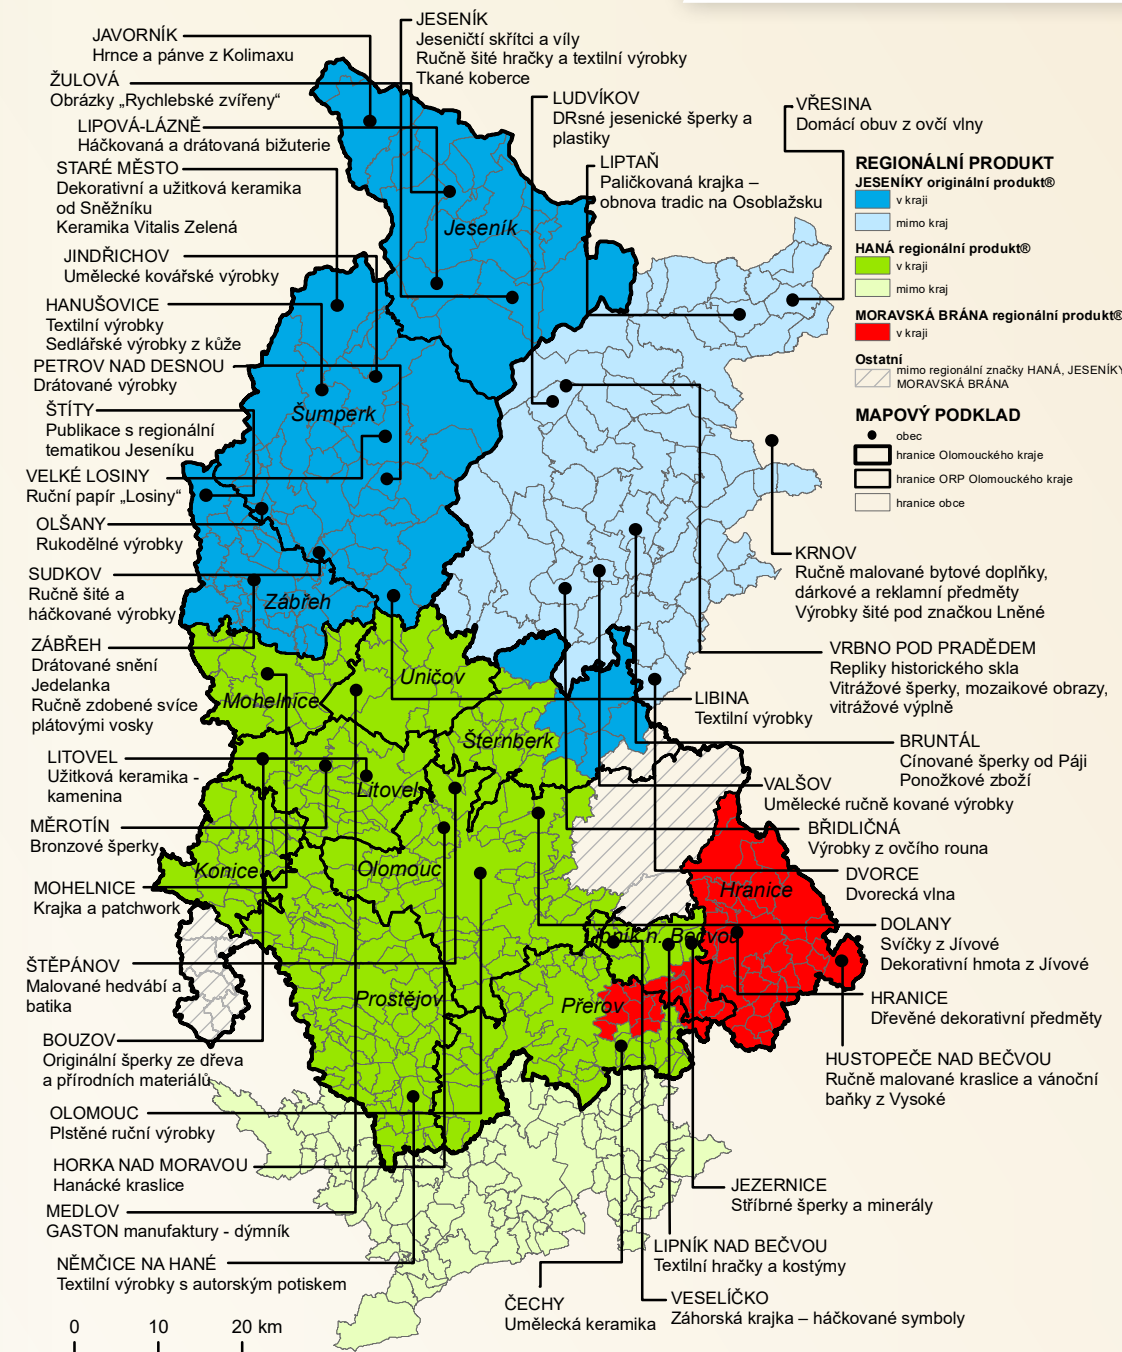 JAVORNÍK
Hrnce a pánve z Kolimaxu
ŽULOVÁ
Obrázky „Rychlebské zvířeny“
LIPOVÁ-LÁZNĚ
Háčkovaná a drátovaná bižuterie
STARÉ MĚSTO
Dekorativní a užitková keramika
od Sněžníku
Keramika Vitalis Zelená
JINDŘICHOV
Umělecké kovářské výrobky
HANUŠOVICE
Textilní výrobky
Sedlářské výrobky z kůže
PETROV NAD DESNOU
Drátované výrobky
ŠTÍTY
Publikace s regionální
tematikou Jeseníku
VELKÉ LOSINY
Ruční papír „Losiny“
OLŠANY
Rukodělné výrobky
SUDKOV
Ručně šité a
háčkované výrobky
ZÁBŘEH
Drátované snění
Jedelanka
Ručně zdobené svíce
plátovými vosky
LITOVEL
Užitková keramika -
kamenina
MĚROTÍN
Bronzové šperky
MOHELNICE
Krajka a patchwork
ŠTĚPÁNOV
Malované hedvábí a
batika
BOUZOV
Originální šperky ze dřeva
a přírodních materiálů
OLOMOUC
Plstěné ruční výrobky
HORKA NAD MORAVOU
Hanácké kraslice
MEDLOV
GASTON manufaktury - dýmník
NĚMČICE NA HANÉ
Textilní výrobky s autorským potiskem
0 10 20 km
JESENÍK
Jeseničtí skřítci a víly
Ručně šité hračky a textilní výrobky
Tkané koberce
LUDVÍKOV
DRsné jesenické šperky a
plastiky
LIPTAŇ
Paličkovaná krajka –
obnova tradic na Osoblažsku
VŘESINA
Domácí obuv z ovčí vlny
REGIONÁLNÍ PRODUKT
JESENÍKY originální produkt®
v kraji
mimo kraj
HANÁ regionální produkt®
v kraji
mimo kraj
MORAVSKÁ BRÁNA regionální produkt®
v kraji
Ostatní
mimo regionální značky HANÁ, JESENÍKY
MORAVSKÁ BRÁNA
MAPOVÝ PODKLAD
obec
hranice Olomouckého kraje
hranice ORP Olomouckého kraje
hranice obce
Jeseník
Šumperk
Zábřeh
Mohelnice
Uničov
Šternberk
Litovel
Konice
Olomouc
Hranice
Lipník n. Bečvou
Prostějov
Přerov
KRNOV
Ručně malované bytové doplňky,
dárkové a reklamní předměty
Výrobky šité pod značkou Lněné
VRBNO POD PRADĚDEM
Repliky historického skla
Vitrážové šperky, mozaikové obrazy,
vitrážové výplně
LIBINA
Textilní výrobky
BRUNTÁL
Cínované šperky od Páji
Ponožkové zboží
VALŠOV
Umělecké ručně kované výrobky
BŘIDLIČNÁ
Výrobky z ovčího rouna
DVORCE
Dvorecká vlna
DOLANY
Svíčky z Jívové
Dekorativní hmota z Jívové
HRANICE
Dřevěné dekorativní předměty
HUSTOPEČE NAD BEČVOU
Ručně malované kraslice a vánoční
baňky z Vysoké
JEZERNICE
Stříbrné šperky a minerály
LIPNÍK NAD BEČVOU
Textilní hračky a kostýmy
VESELÍČKO
Záhorská krajka – háčkované symboly
ČECHY
Umělecká keramika